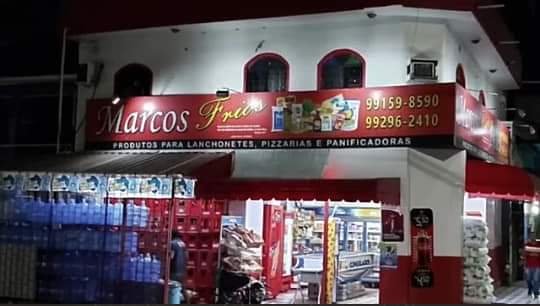 Marcos Frios
99159-8590
99296-2410
PRODUTOS PARA LANCHONETES, PIZZARIAS E PANIFICADORAS